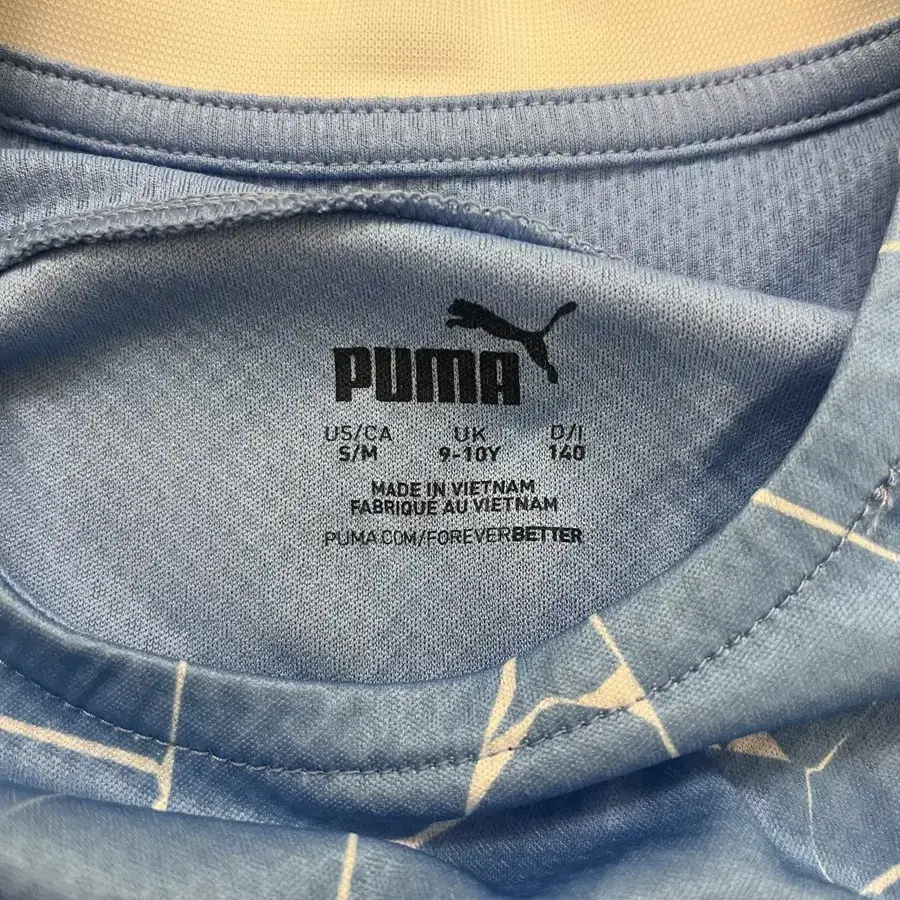 PUMA
US/CA UK D/I
S/M 9-10Y 140
MADE IN VIETNAM
FABRIQUE AU VIETNAM
PUMA.COM/FOREVERBETTER